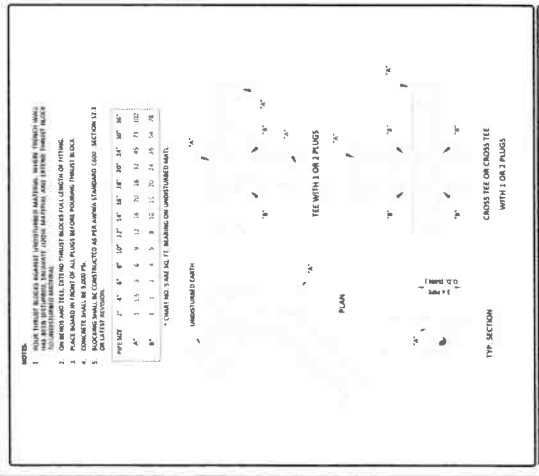 NOTES:
1 POUR THRUST BLOCKS AGAINST UNDISTURBED MATERIAL. WHERE TRENCH WALL
HAS BEEN DISTURBED, EXCAVATE LOOSE MATERIAL AND EXTEND THRUST BLOCK
TO UNDISTURBED MATERIAL.
2. ON BENDS AND TEES, EXTEND THRUST BLOCKS FULL LENGTH OF FITTING.
3. PLACE BOARD IN FRONT OF ALL PLUGS BEFORE POURING THRUST BLOCK.
4. CONCRETE SHALL BE
5. BLOCKING SHALL BE CONSTRUCTED AS PER AWWA STANDARD C600 SECTION 12.3
OR LATEST REVISION.
PIPE SIZE 2" 4" 6" 8" 10" 12" 14" 16" 18" 20" 24" 30" 36"
"A" 1 1.5 3 6 9 12 16 20 26 32 45 71 102
"B" 1 1 2 4 5 8 10 15 20 24 35 54 78
* CHART NO.'S ARE SQ. FT. BEARING ON UNDISTURBED MATL.
UNDISTURBED EARTH
"A"
"A"
"A"
"B"
"B"
"B"
"A"
TEE WITH 1 OR 2 PLUGS
PLAN
"A"
"A"
"B"
"B"
"B"
"B"
CROSS TEE OR CROSS TEE
WITH 1 OR 2 PLUGS
"A"
TYP. SECTION